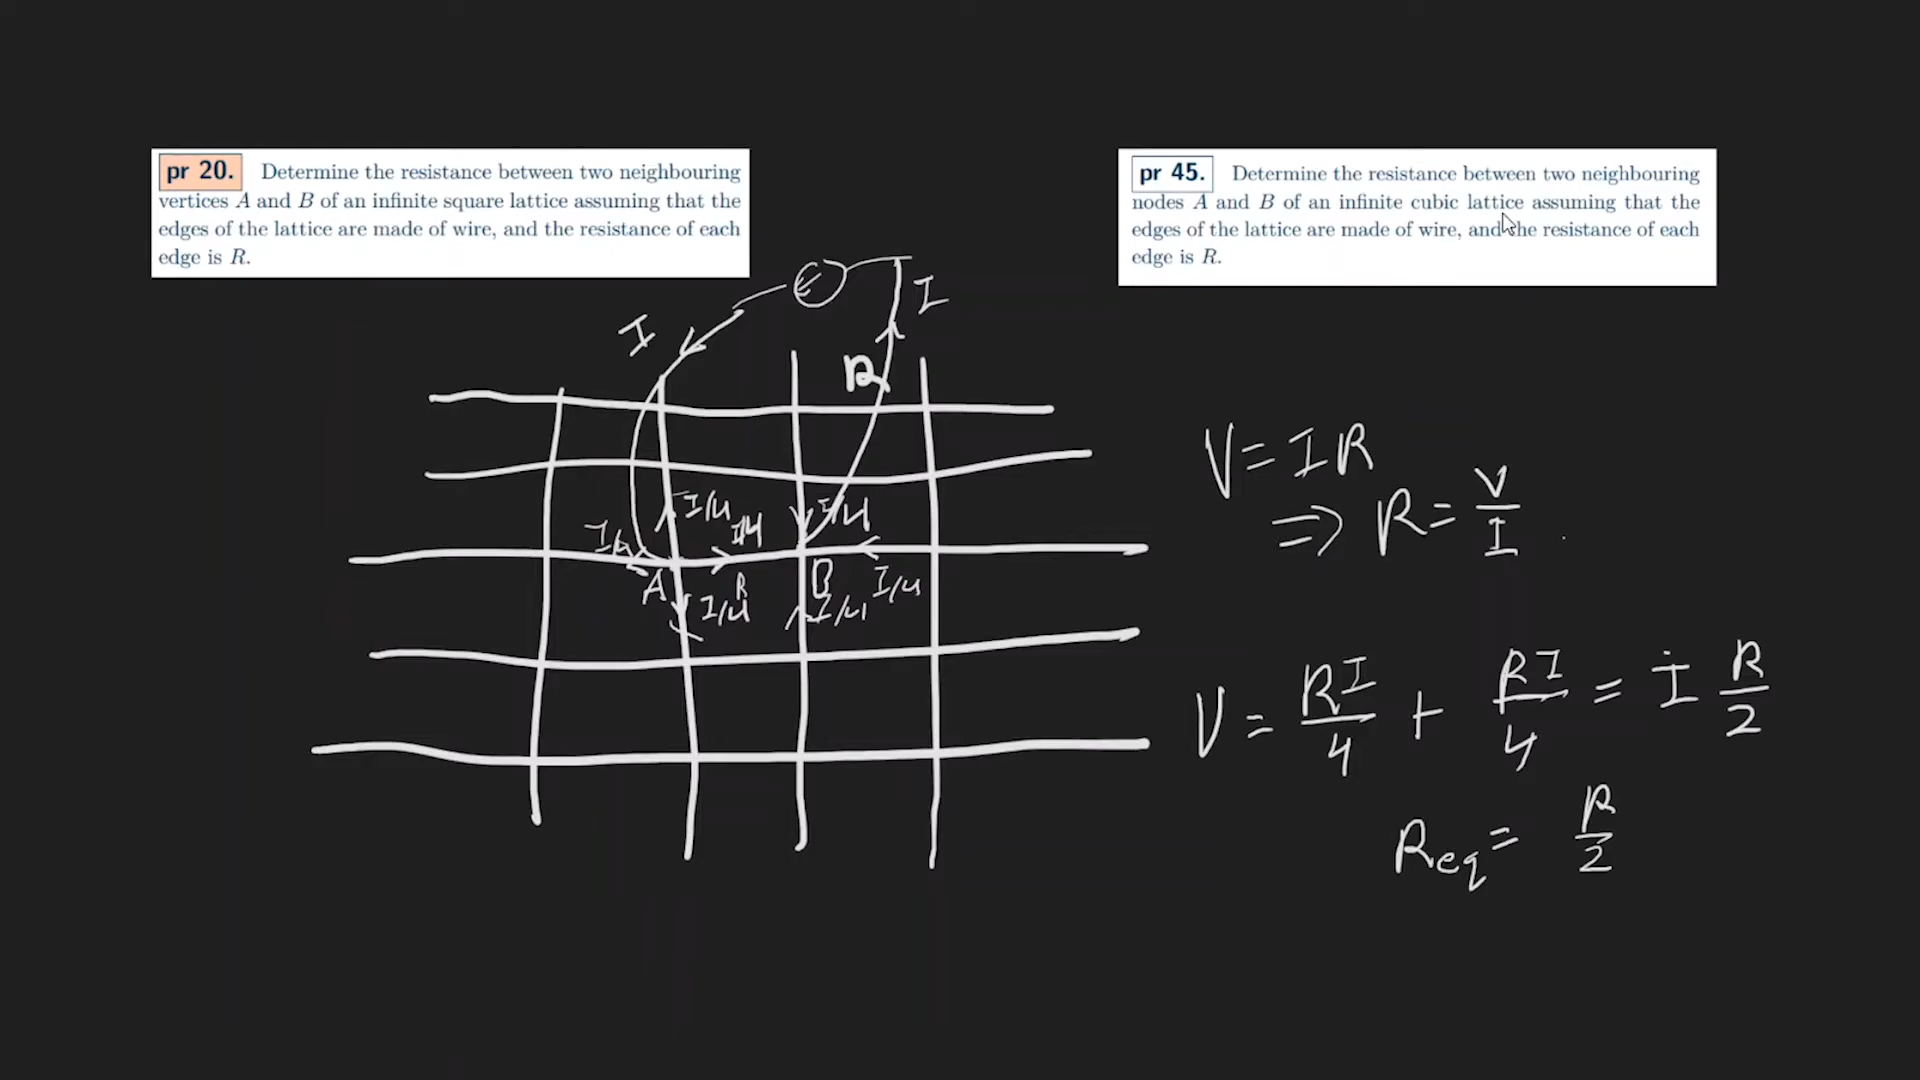 pr 20. Determine the resistance between two neighbouring
vertices A and B of an infinite square lattice assuming that the
edges of the lattice are made of wire, and the resistance of each
edge is R.
pr 45. Determine the resistance between two neighbouring
nodes A and B of an infinite cubic lattice assuming that the
edges of the lattice are made of wire, and the resistance of each
edge is R.
I
I
R
I/4
I/4
I/4
I/4
A
R
I/4
B
I/4
I/4
V = IR
⇒ R = V/I
V = RI/4 + RI/4 = I R/2
Req = R/2